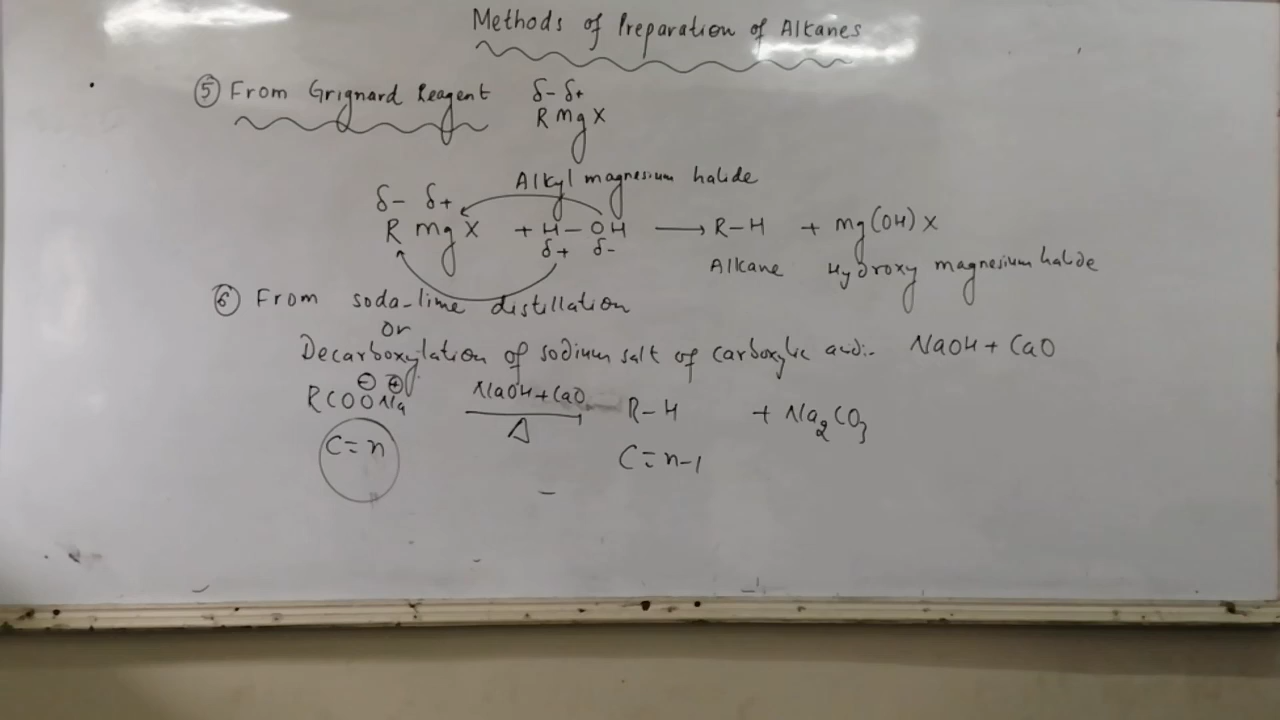 Methods of Preparation of Alkanes
⑤ From Grignard Reagent δ- δ+
R Mg X
Alkyl magnesium halide
δ- δ+
R Mg X + H - OH ⟶ R-H + Mg(OH)X
δ+ δ-
Alkane Hydroxy magnesium halide
⑥ From soda-lime distillation
or
Decarboxylation of sodium salt of carboxylic acid:- NaOH + CaO
⊖ ⊕
RCOONa NaOH+CaO R-H + Na₂CO₃
Δ
C=n C=n-1